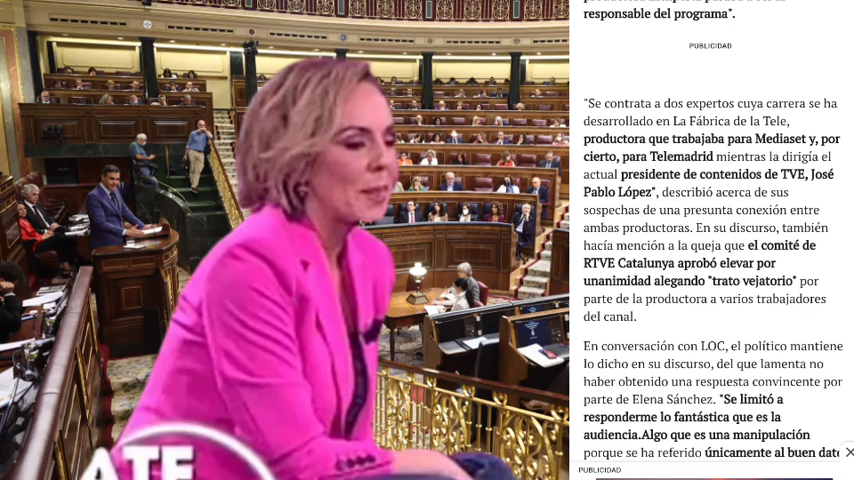 responsable del programa".
PUBLICIDAD
"Se contrata a dos expertos cuya carrera se ha
desarrollado en La Fábrica de la Tele,
productora que trabajaba para Mediaset y, por
cierto, para Telemadrid mientras la dirigía el
actual presidente de contenidos de TVE, José
Pablo López", describió acerca de sus
sospechas de una presunta conexión entre
ambas productoras. En su discurso, también
hacía mención a la queja que el comité de
RTVE Catalunya aprobó elevar por
unanimidad alegando "trato vejatorio" por
parte de la productora a varios trabajadores
del canal.
En conversación con LOC, el político mantiene
lo dicho en su discurso, del que lamenta no
haber obtenido una respuesta convincente por
parte de Elena Sánchez. "Se limitó a
responderme lo fantástica que es la
audiencia.Algo que es una manipulación
porque se ha referido únicamente al buen dato
PUBLICIDAD
ATE